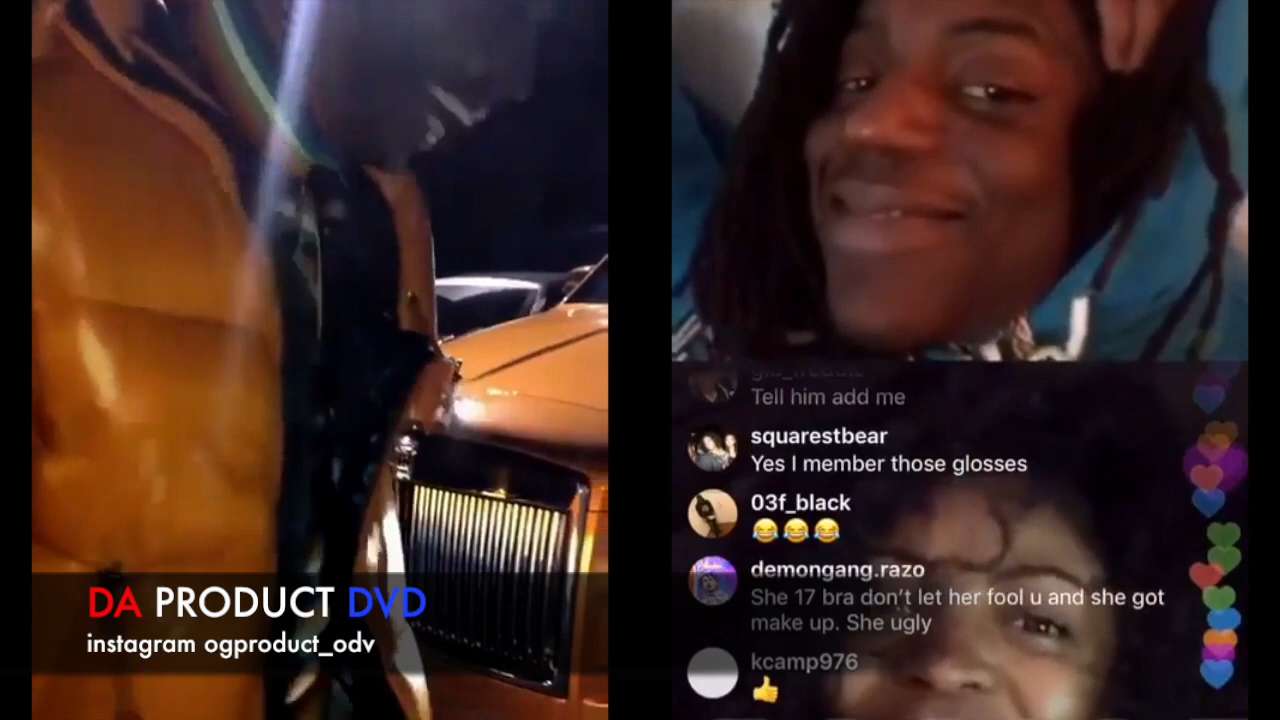 Tell him add me
squarestbear
Yes I member those glosses
03f_black
😂😂😂
demongang.razo
She 17 bra don't let her fool u and she got
make up. She ugly
kcamp976
👍
DA PRODUCT DVD
instagram ogproduct_odv